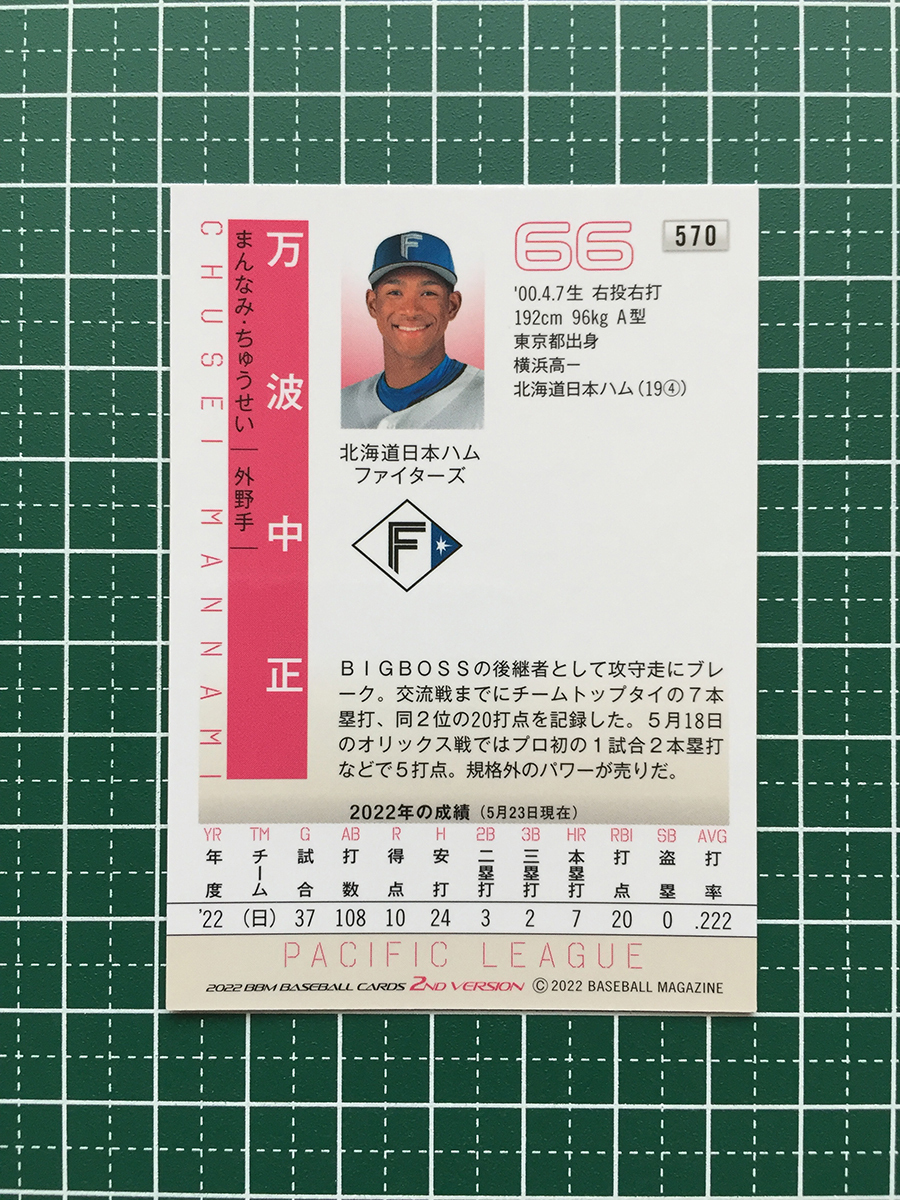 CHUSEI MANNAMI
まんなみ・ちゅうせい 外野手
万波中正
66
570
'00.4.7生 右投右打
192cm 96kg A型
東京都出身
横浜高ー
北海道日本ハム(19④)
F
北海道日本ハム
ファイターズ
F
BIGBOSSの後継者として攻守走にブレ
ーク。交流戦までにチームトップタイの7本
塁打、同2位の20打点を記録した。5月18日
のオリックス戦ではプロ初の1試合2本塁打
などで5打点。規格外のパワーが売りだ。
2022年の成績(5月23日現在)
YR TM G AB R H 2B 3B HR RBI SB AVG
年度 チーム 試合 打数 得点 安打 二塁打 三塁打 本塁打 打点 盗塁 打率
'22 (日) 37 108 10 24 3 2 7 20 0 .222
PACIFIC LEAGUE
2022 BBM BASEBALL CARDS 2ND VERSION © 2022 BASEBALL MAGAZINE